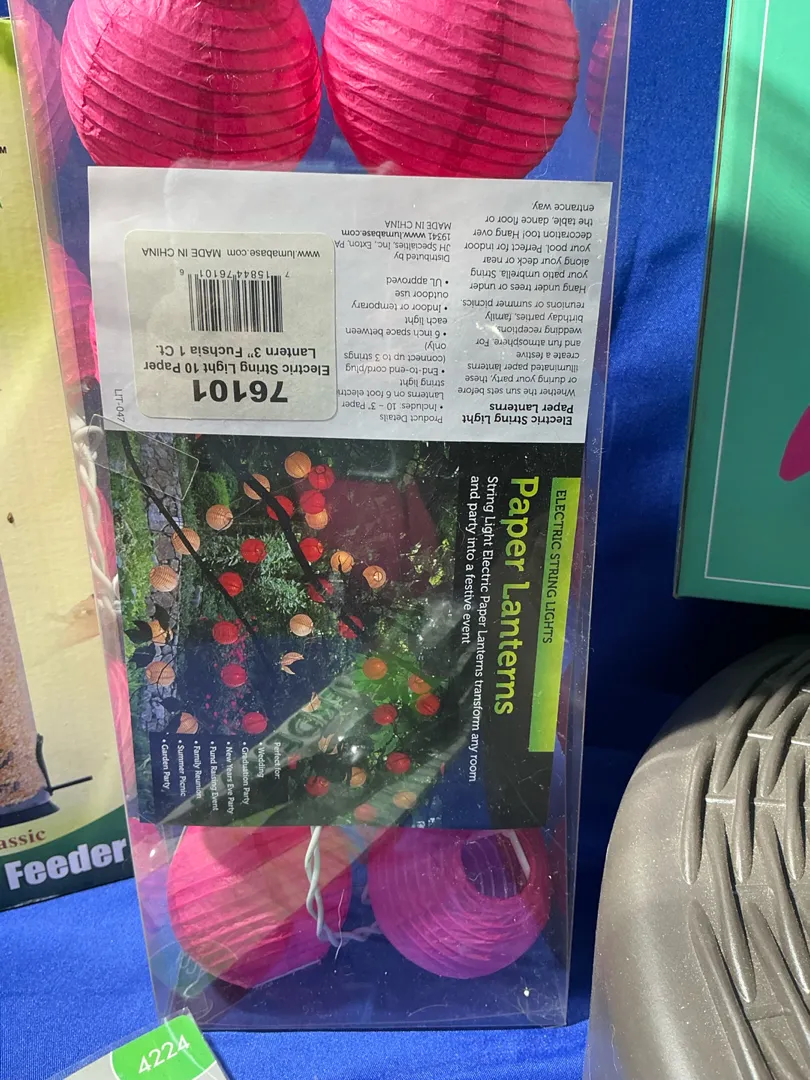 Electric String Light
Paper Lanterns
Whether the sun sets before
or during your party, these
illuminated paper lanterns
create a festive
and fun atmosphere. For
wedding receptions,
birthday parties, family
reunions or summer picnics.
Hang under trees or under
your patio umbrella. String
along your deck or near
your pool. Perfect for indoor
decoration too! Hang over
the table, dance floor or
entrance way
Product Details
• Includes: 10 – 3" Paper
Lanterns on 6 foot electric
string light
• End-to-end cord/plug
(connect up to 3 strings
only)
• 6 inch space between
each light
• Indoor or temporary
outdoor use
• UL approved
Distributed by
JH Specialties, Inc., Exton, PA
19341 www.lumabase.com
MADE IN CHINA
76101
Electric String Light 10 Paper
Lantern 3" Fuchsia 1 Ct.
7 15844 76101 6
www.lumabase.com MADE IN CHINA
LIT-047
ELECTRIC STRING LIGHTS
Paper Lanterns
String Light Electric Paper Lanterns transform any room
and party into a festive event
Perfect for:
• Wedding
• Graduation Party
• New Years Eve Party
• Fund Raising Event
• Family Reunion
• Summer Picnic
• Garden Party
assic
Feeder
4224